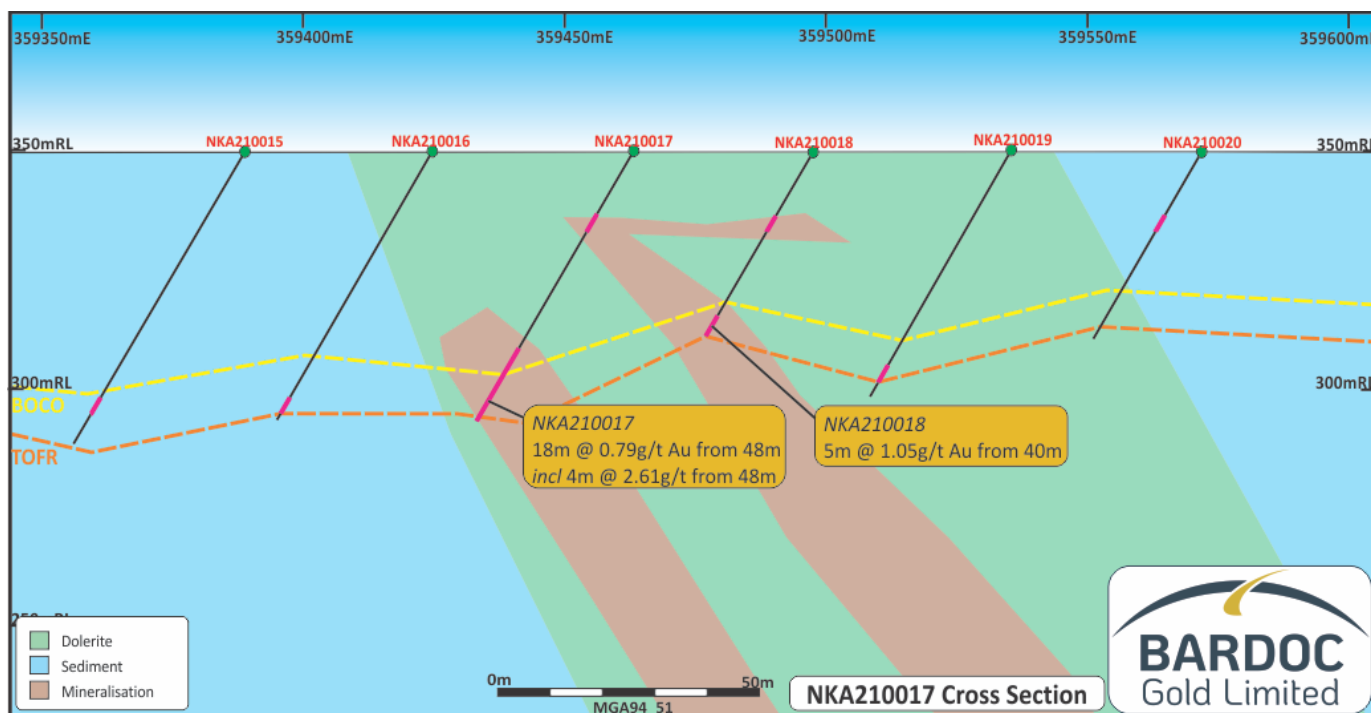 359350mE 359400mE 359450mE 359500mE 359550mE 359600m
350mRL NKA210015 NKA210016 NKA210017 NKA210018 NKA210019 NKA210020 350mRL
300mRL 300mRL
BOCO
TOFR
NKA210017
18m @ 0.79g/t Au from 48m
incl 4m @ 2.61g/t from 48m
NKA210018
5m @ 1.05g/t Au from 40m
Dolerite
Sediment
Mineralisation
0m 50m
MGA94_51
NKA210017 Cross Section
BARDOC
Gold Limited